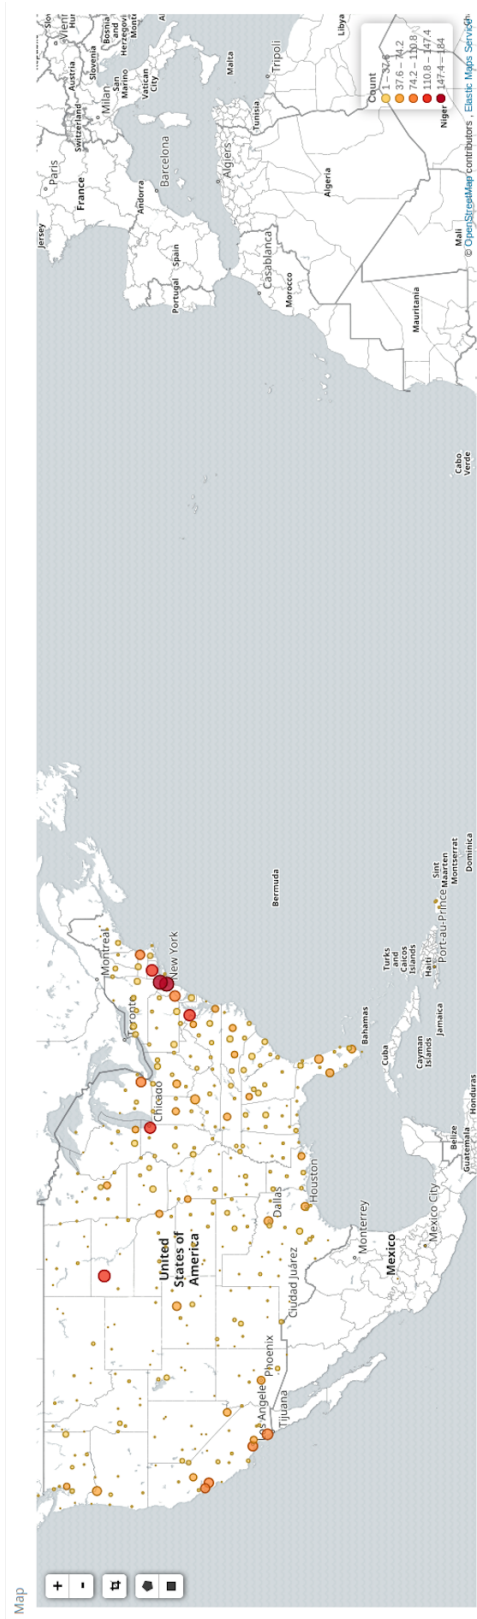 Map
+
-
Montreal
Toronto
Chicago
New York
United
States of
America
Dallas
Houston
Phoenix
Los Angeles
Tijuana
Ciudad Juárez
Monterrey
Mexico
Mexico City
Bermuda
Bahamas
Cuba
Turks
and
Caicos
Islands
Haiti
Port-au-Prince
Cayman
Islands
Jamaica
Belize
Guatemala
Honduras
Sint
Maarten
Montserrat
Dominica
Cabo
Verde
Jersey
Paris
France
Switzerland
Austria
Slovenia
Milan
San
Marino
Vatican
City
Bosnia
and
Herzegovi
Andorra
Barcelona
Spain
Portugal
Malta
Algiers
Tunisia
Tripoli
Libya
Casablanca
Morocco
Algeria
Mauritania
Mali
Niger
Count
1 – 37.6
37.6 – 74.2
74.2 – 110.8
110.8 – 147.4
147.4 – 184
© OpenStreetMap contributors , Elastic Maps Service